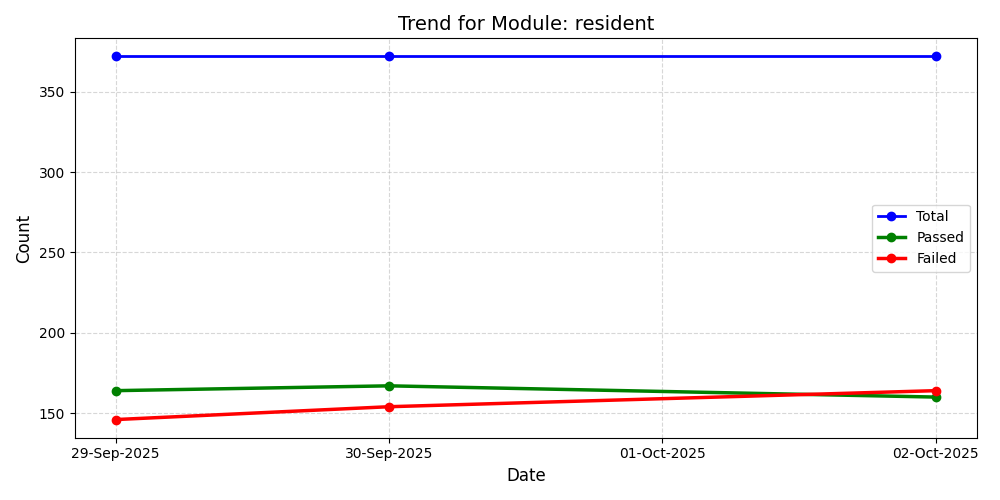 Trend for Module: resident
Count
350
300
250
200
150
Total
Passed
Failed
29-Sep-2025
30-Sep-2025
01-Oct-2025
02-Oct-2025
Date